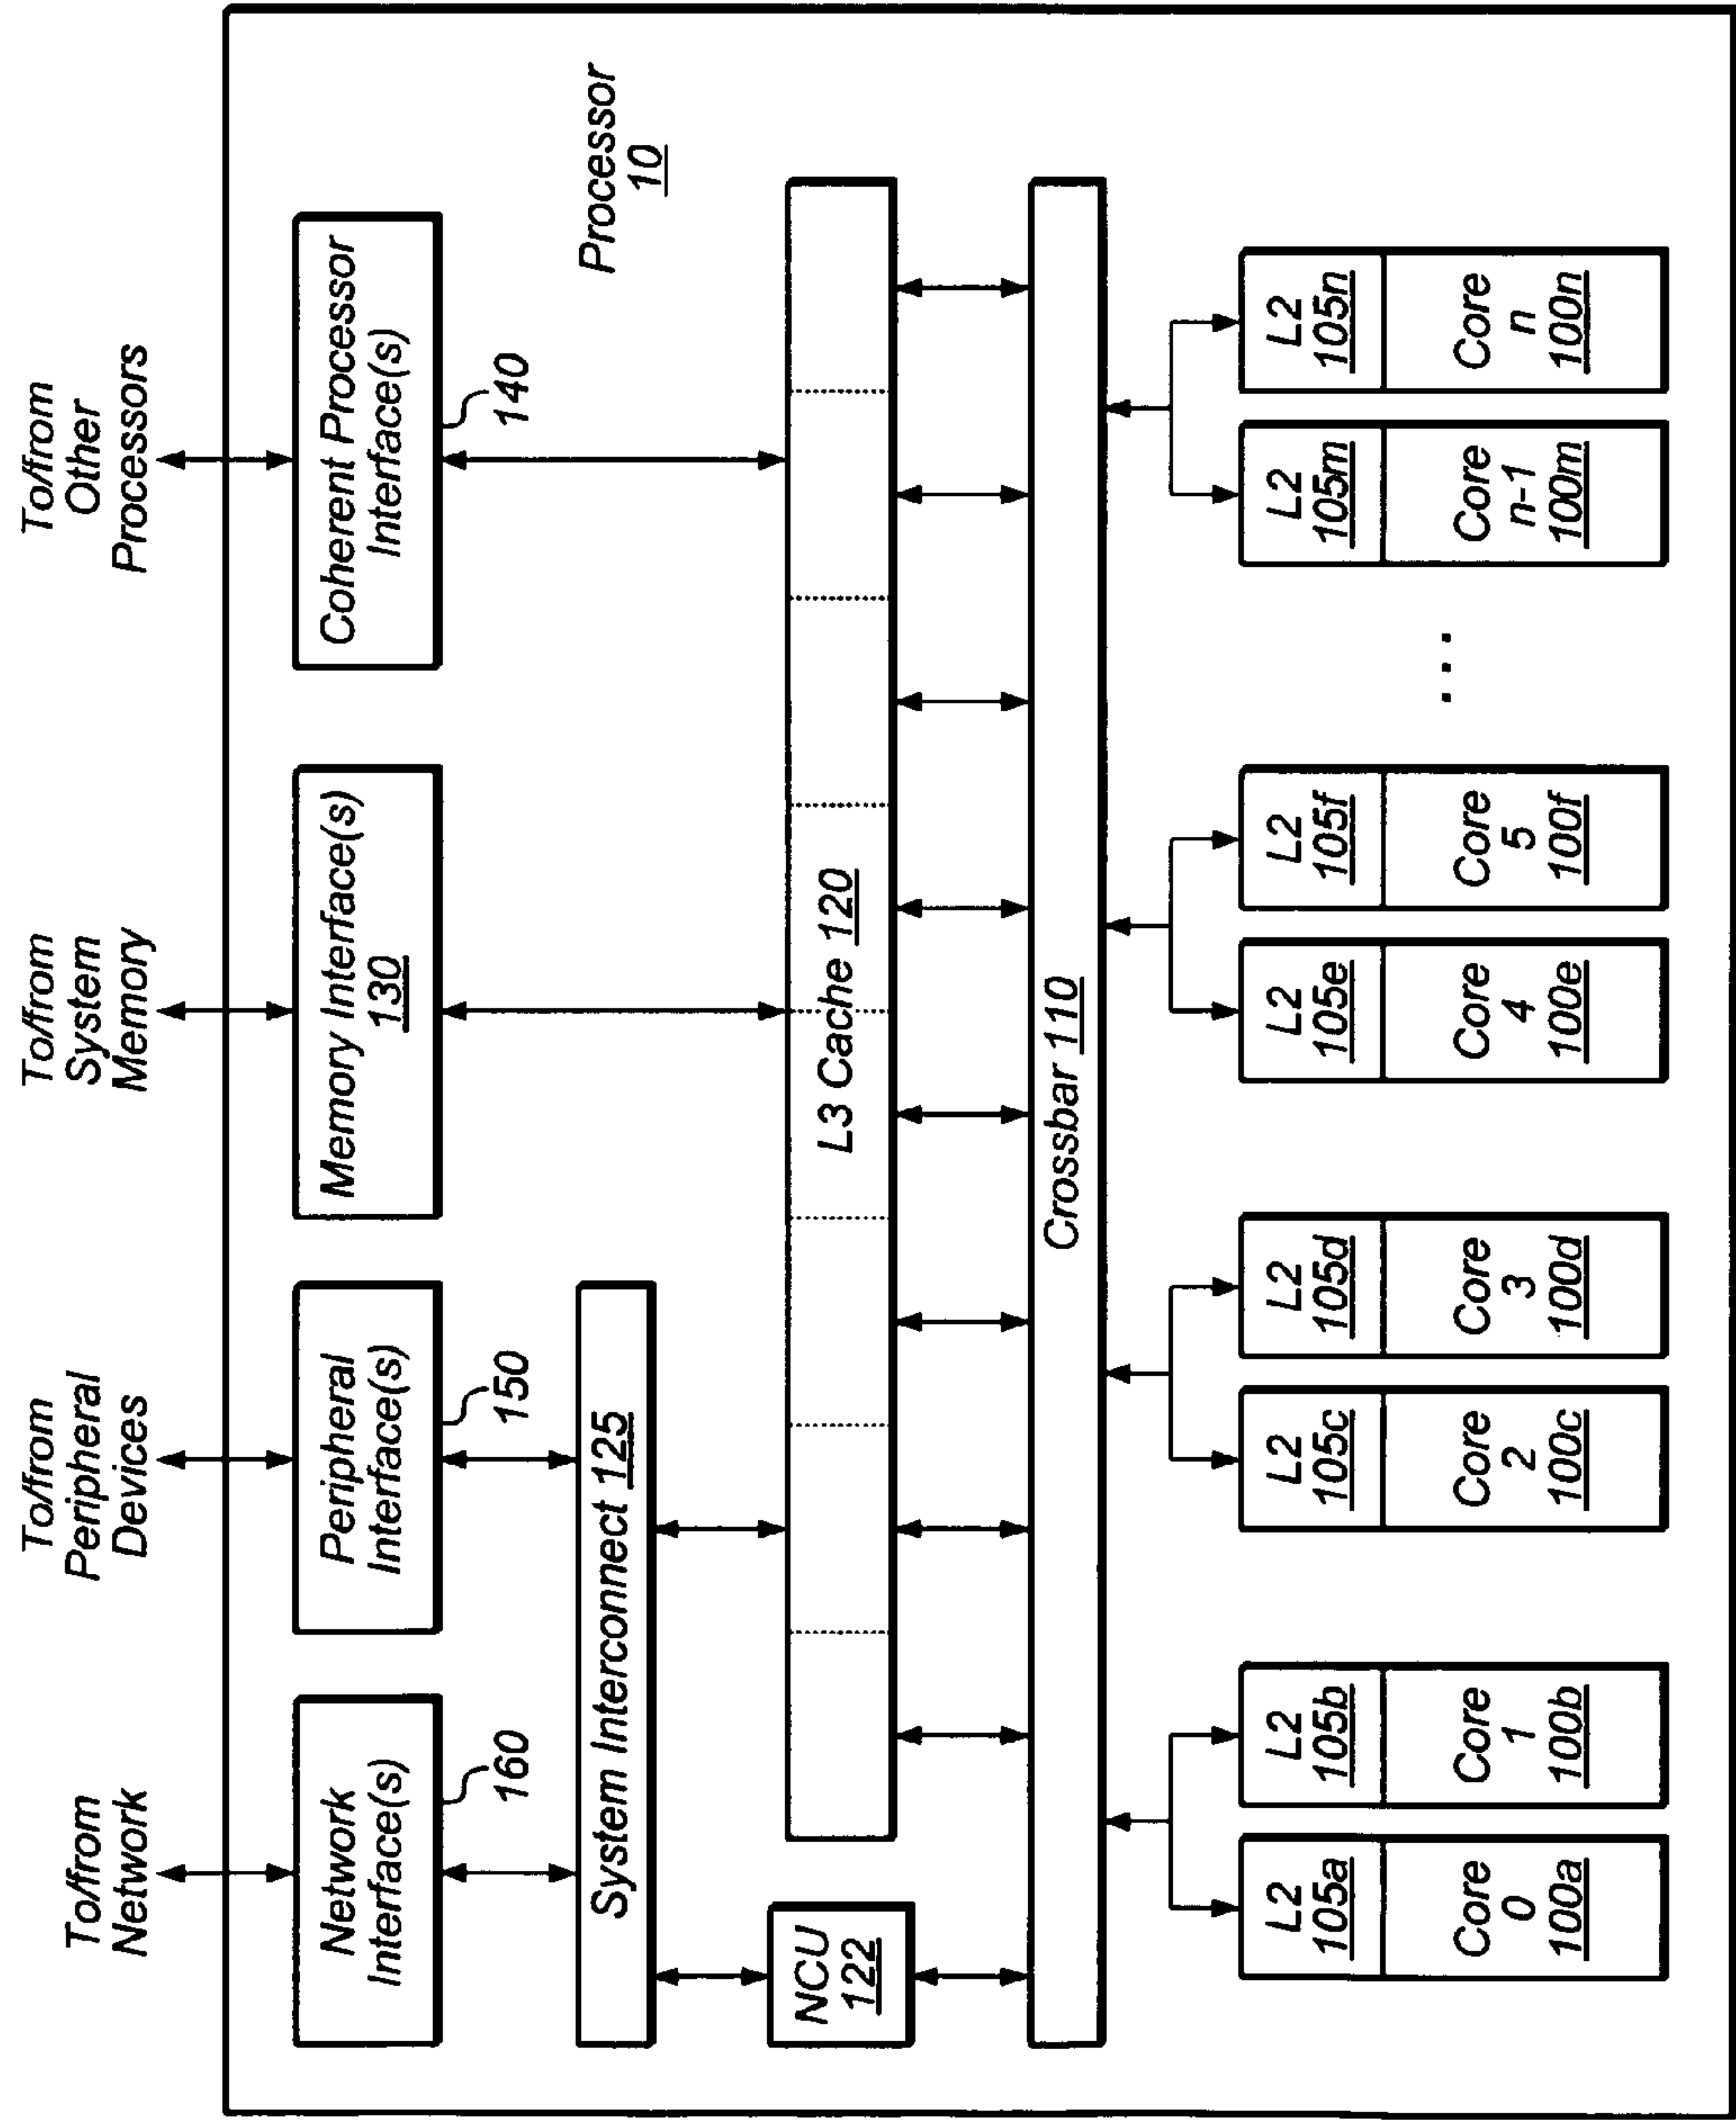 To/from
Network
To/from
Peripheral
Devices
To/from
System
Memory
To/from
Other
Processors
Network
Interface(s)
160
Peripheral
Interface(s)
150
Memory Interface(s)
130
Coherent Processor
Interface(s)
140
Processor
10
System Interconnect 125
NCU
122
L3 Cache 120
Crossbar 110
L2
105a
Core
0
100a
L2
105b
Core
1
100b
L2
105c
Core
2
100c
L2
105d
Core
3
100d
L2
105e
Core
4
100e
L2
105f
Core
5
100f
...
L2
105m
Core
n-1
100m
L2
105n
Core
n
100n